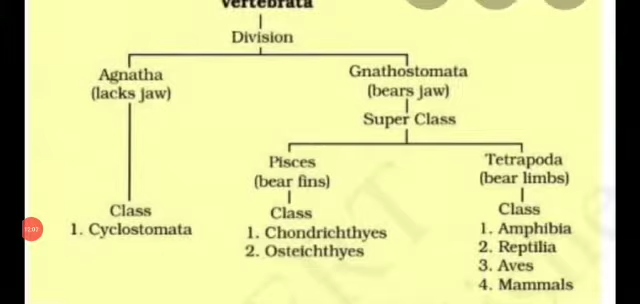 Vertebrata
Division
Agnatha
(lacks jaw)
Gnathostomata
(bears jaw)
Super Class
Pisces
(bear fins)
Tetrapoda
(bear limbs)
Class
1. Cyclostomata
Class
1. Chondrichthyes
2. Osteichthyes
Class
1. Amphibia
2. Reptilia
3. Aves
4. Mammals